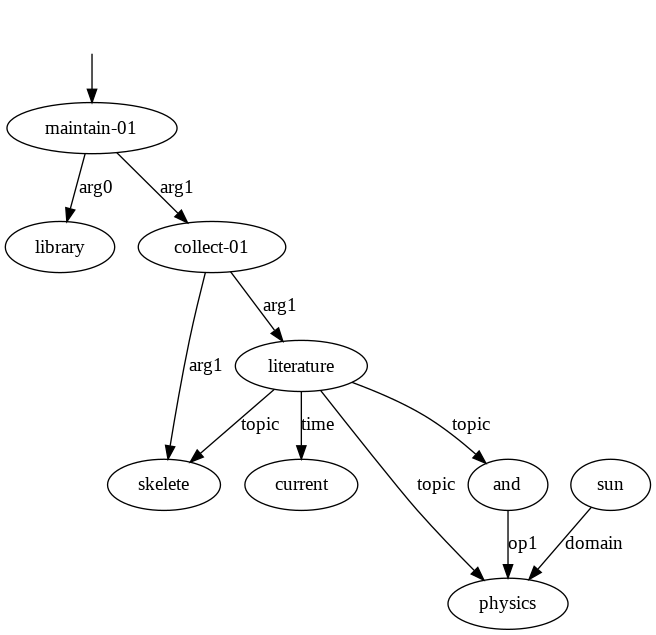 maintain-01
arg0
arg1
library
collect-01
arg1
arg1
literature
topic
time
topic
topic
skelete
current
and
sun
op1
domain
physics